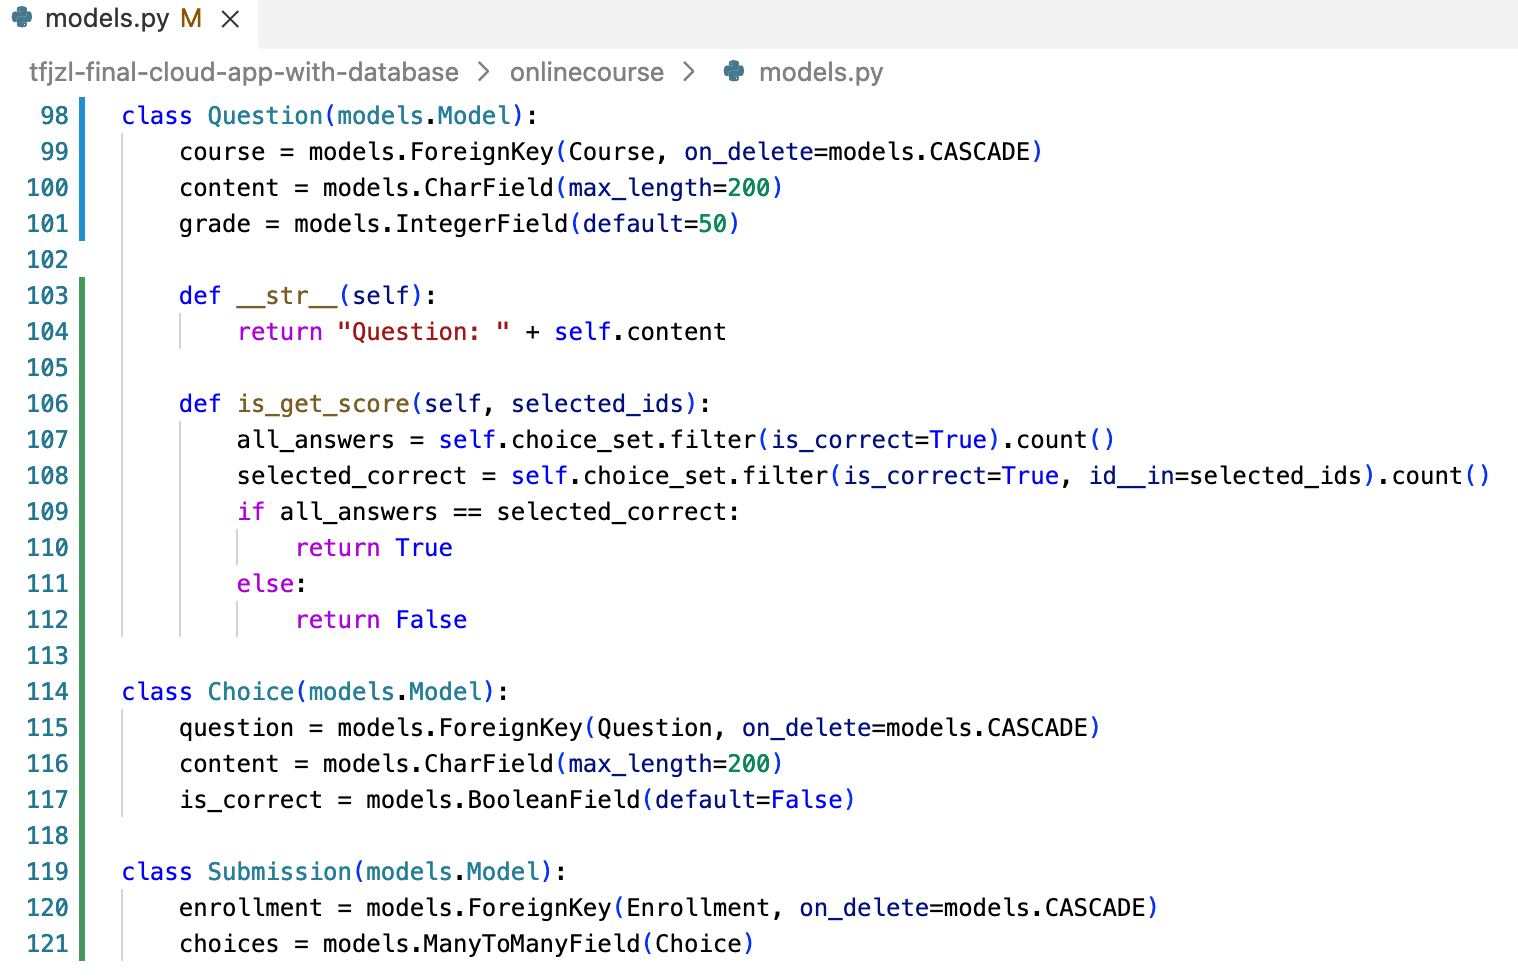 models.py M ×
tfjzl-final-cloud-app-with-database > onlinecourse > models.py
98 class Question(models.Model):
99     course = models.ForeignKey(Course, on_delete=models.CASCADE)
100     content = models.CharField(max_length=200)
101     grade = models.IntegerField(default=50)
102
103     def __str__(self):
104         return "Question: " + self.content
105
106     def is_get_score(self, selected_ids):
107         all_answers = self.choice_set.filter(is_correct=True).count()
108         selected_correct = self.choice_set.filter(is_correct=True, id__in=selected_ids).count()
109         if all_answers == selected_correct:
110             return True
111         else:
112             return False
113
114 class Choice(models.Model):
115     question = models.ForeignKey(Question, on_delete=models.CASCADE)
116     content = models.CharField(max_length=200)
117     is_correct = models.BooleanField(default=False)
118
119 class Submission(models.Model):
120     enrollment = models.ForeignKey(Enrollment, on_delete=models.CASCADE)
121     choices = models.ManyToManyField(Choice)